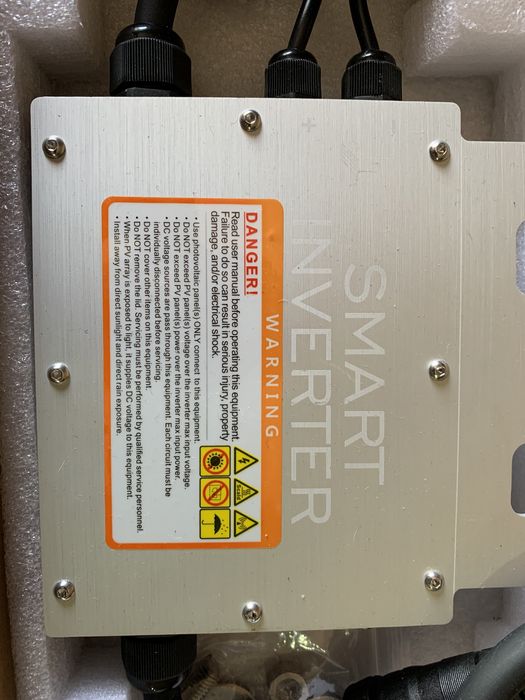 SMART
INVERTER
WARNING
DANGER!
Read user manual before operating this equipment.
Failure to do so can result in serious injury, property
damage, and/or electrical shock.
• Use photovoltaic panel(s) ONLY connect to this equipment.
• Do NOT exceed PV panel(s) voltage over the inverter max input voltage.
• Do NOT exceed PV panel(s) power over the inverter max input power.
• DC voltage sources are pass through this equipment. Each circuit must be
individually disconnected before servicing.
• Do NOT cover other items on this equipment.
• Do NOT remove the lid. Servicing must be performed by qualified service personnel.
• When PV array is exposed to light, it supplies DC voltage to this equipment.
• Install away from direct sunlight and direct rain exposure.
+
-